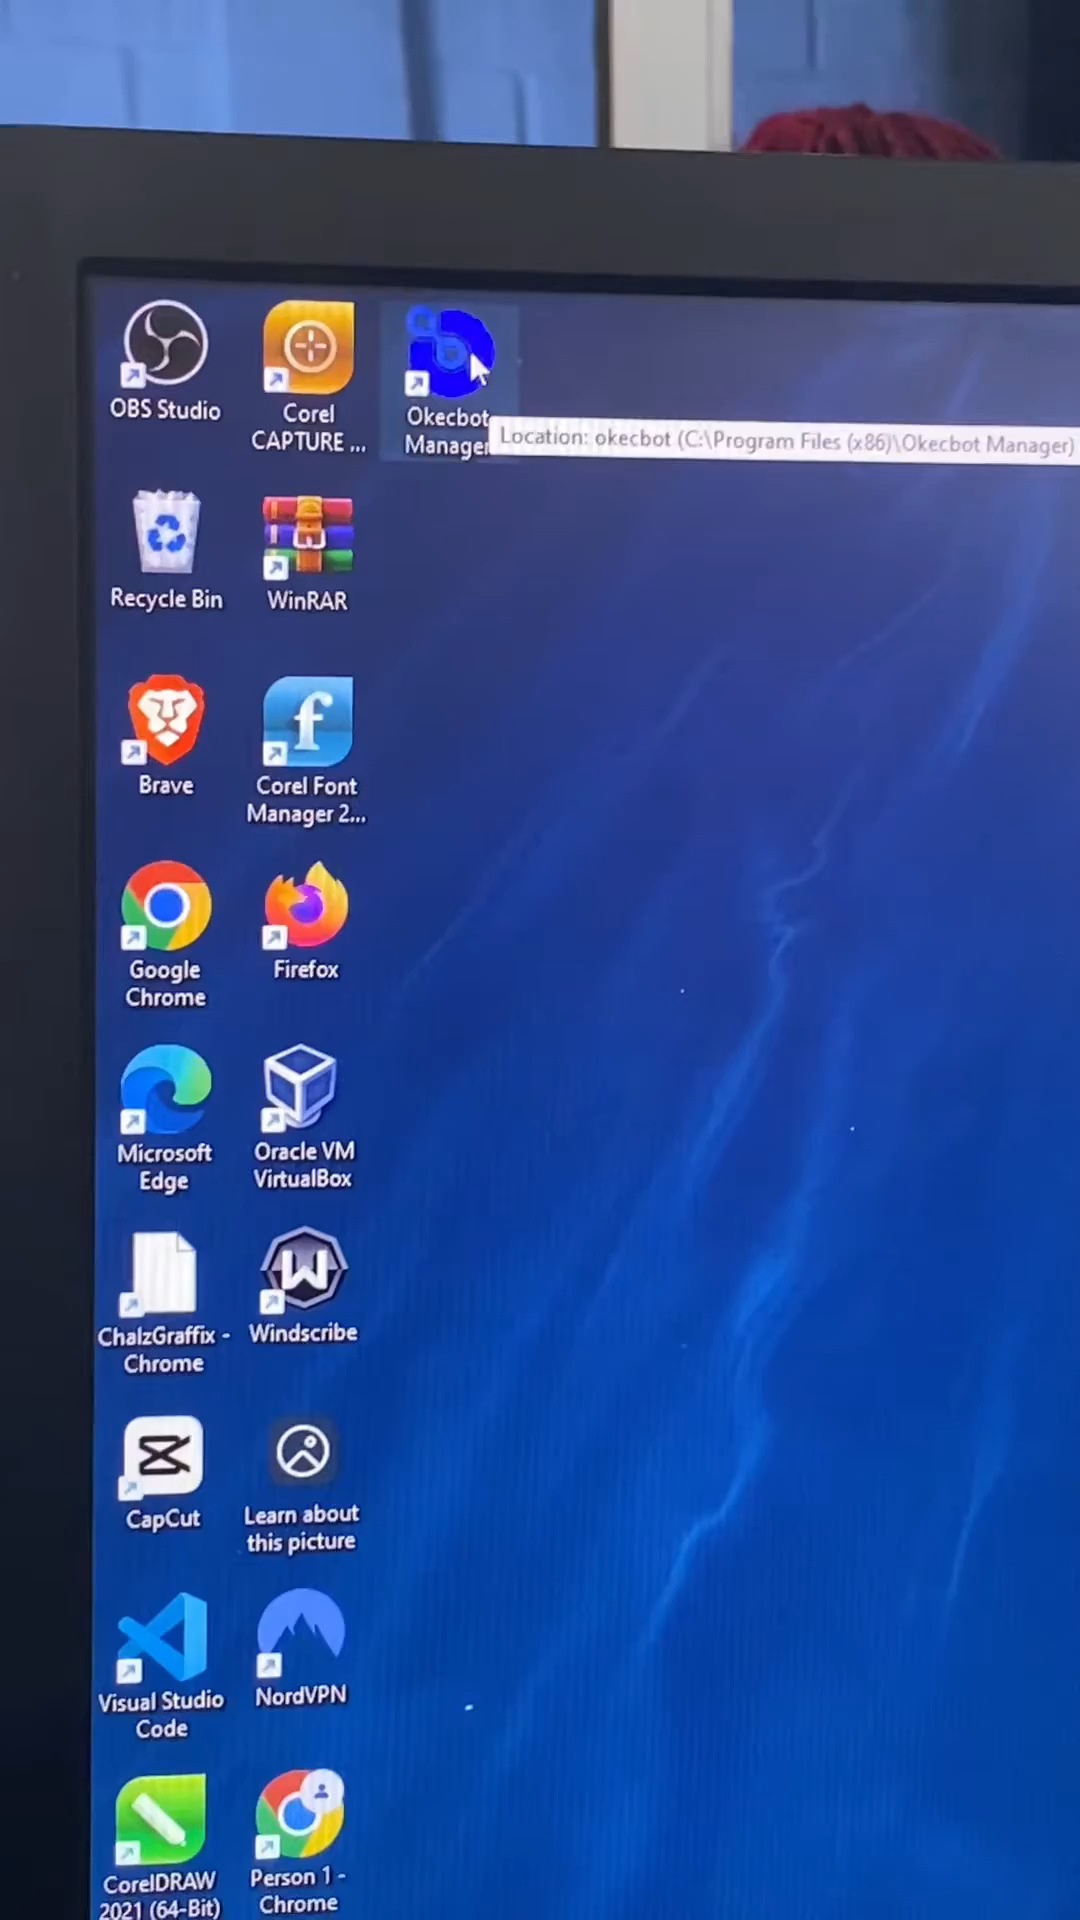 OBS Studio
Corel
CAPTURE ...
Okecbot
Manager
Location: okecbot (C:\Program Files (x86)\Okecbot Manager)
Recycle Bin
WinRAR
Brave
Corel Font
Manager 2...
Google
Chrome
Firefox
Microsoft
Edge
Oracle VM
VirtualBox
ChalzGraffix -
Chrome
Windscribe
CapCut
Learn about
this picture
Visual Studio
Code
NordVPN
CorelDRAW
2021 (64-Bit)
Person 1 -
Chrome